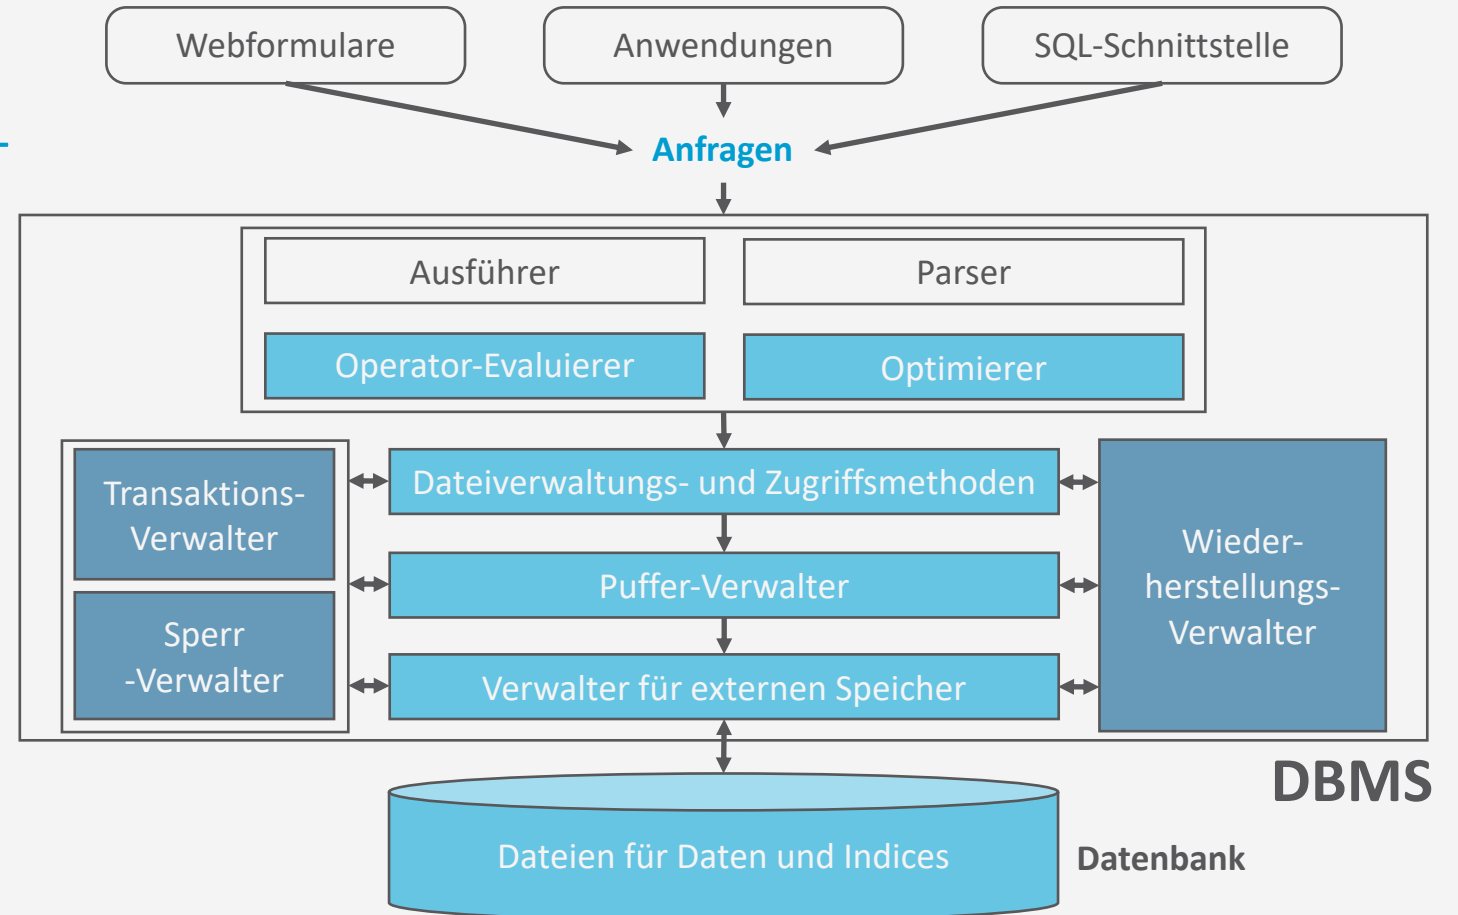 Webformulare
Anwendungen
SQL-Schnittstelle
Anfragen
Ausführer
Parser
Operator-Evaluierer
Optimierer
Transaktions-
Verwalter
Sperr
-Verwalter
Dateiverwaltungs- und Zugriffsmethoden
Puffer-Verwalter
Verwalter für externen Speicher
Wieder-
herstellungs-
Verwalter
DBMS
Dateien für Daten und Indices
Datenbank